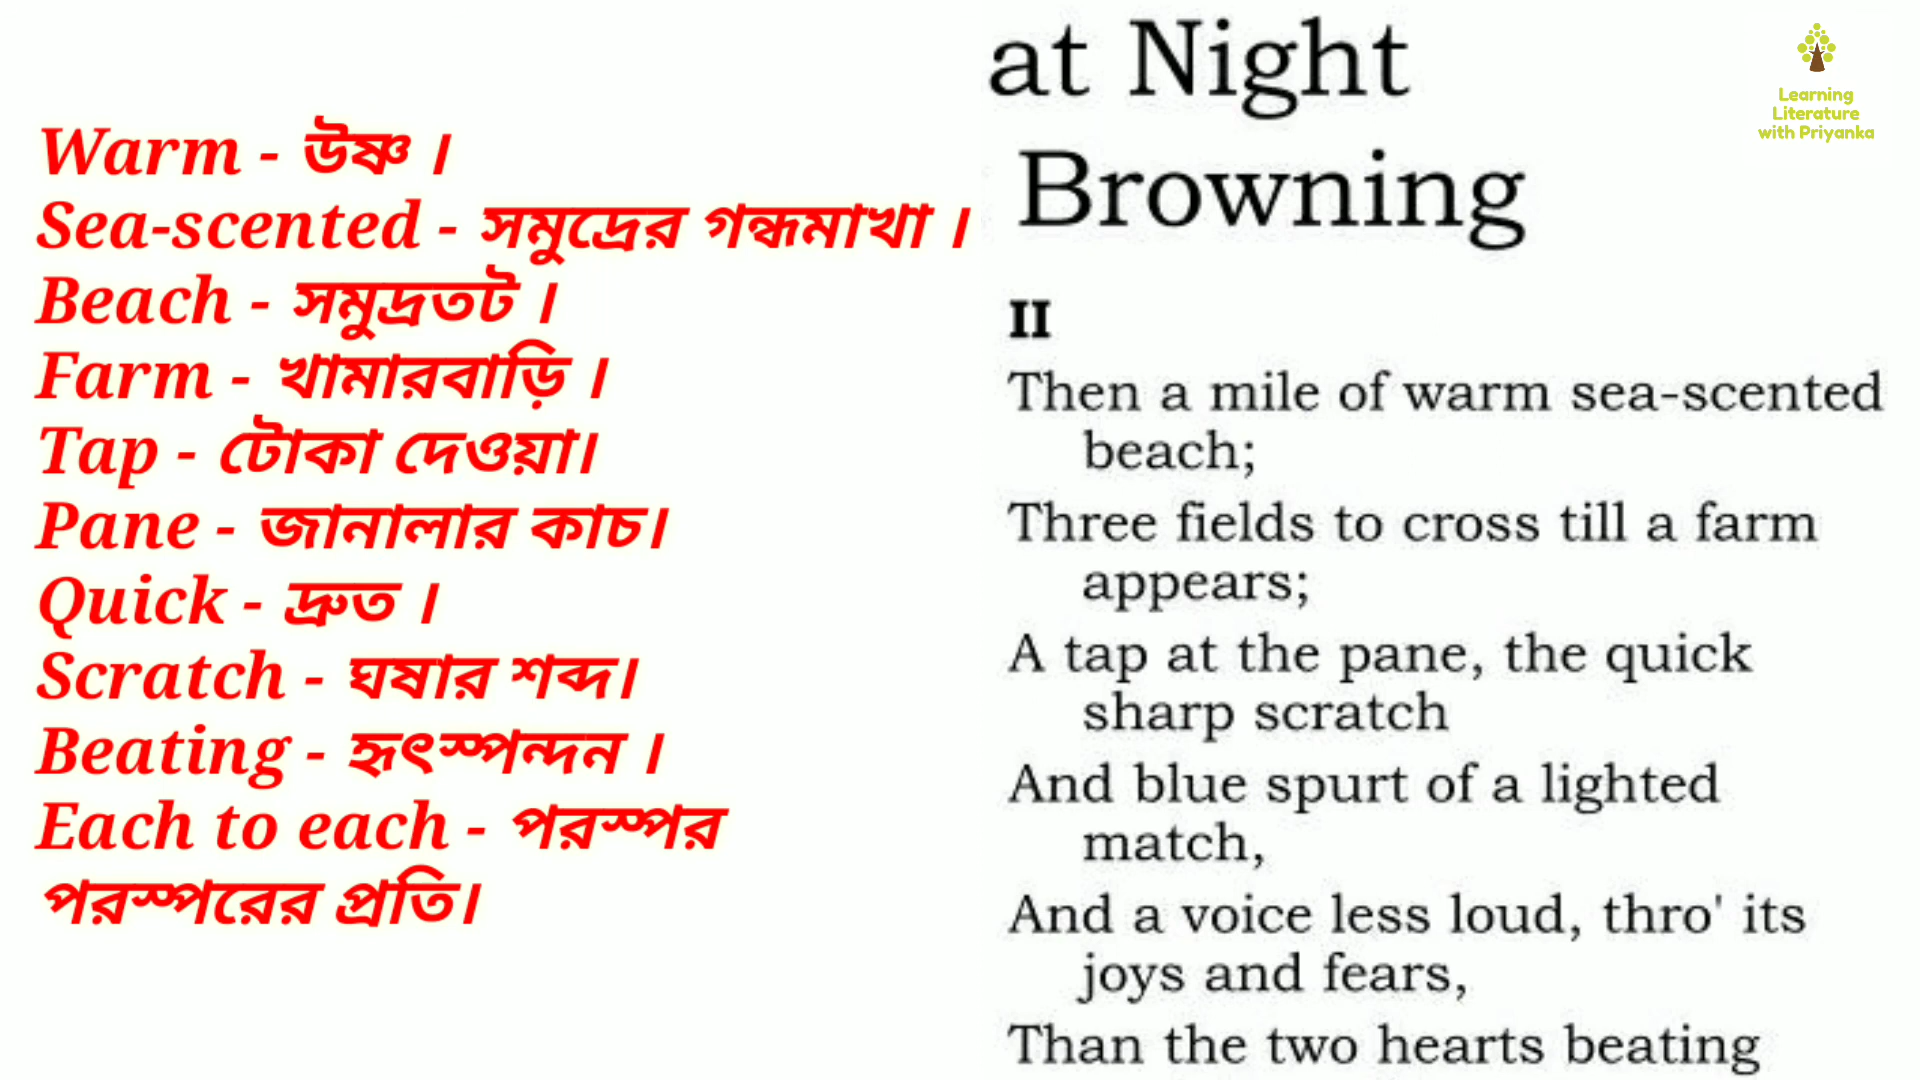 Warm - উষ্ণ ।
Sea-scented - সমুদ্রের গন্ধমাখা ।
Beach - সমুদ্রতট ।
Farm - খামারবাড়ি ।
Tap - টোকা দেওয়া।
Pane - জানালার কাচ।
Quick - দ্রুত ।
Scratch - ঘষার শব্দ।
Beating - হৃৎস্পন্দন ।
Each to each - পরস্পর
পরস্পরের প্রতি।
at Night
Browning
II
Then a mile of warm sea-scented
beach;
Three fields to cross till a farm
appears;
A tap at the pane, the quick
sharp scratch
And blue spurt of a lighted
match,
And a voice less loud, thro' its
joys and fears,
Than the two hearts beating
Learning
Literature
with Priyanka